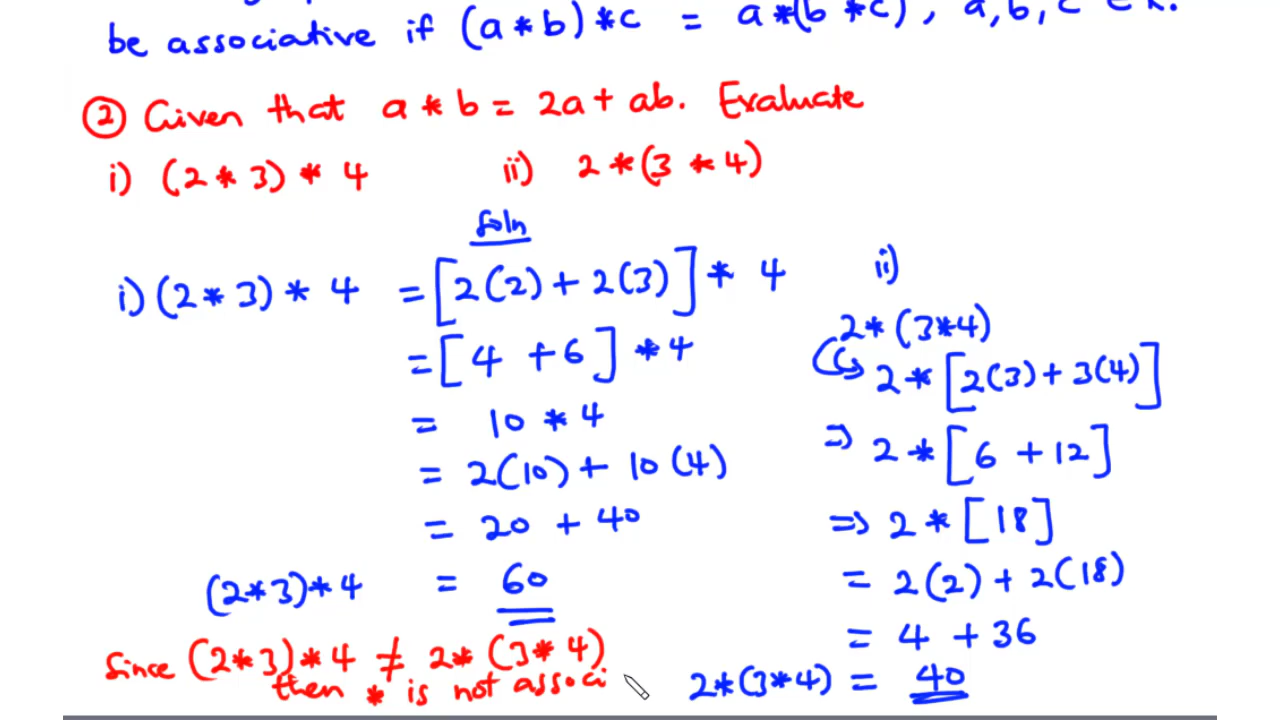 be associative if (a * b) * c = a * (b * c), a, b, c ∈ R.
② Given that a * b = 2a + ab. Evaluate
i) (2 * 3) * 4 ii) 2 * (3 * 4)
soln
i) (2 * 3) * 4 = [2(2) + 2(3)] * 4
= [4 + 6] * 4
= 10 * 4
= 2(10) + 10(4)
= 20 + 40
(2 * 3) * 4 = 60
ii)
2 * (3 * 4)
2 * [2(3) + 3(4)]
⇒ 2 * [6 + 12]
⇒ 2 * [18]
= 2(2) + 2(18)
= 4 + 36
2 * (3 * 4) = 40
Since (2 * 3) * 4 ≠ 2 * (3 * 4)
then * is not associ